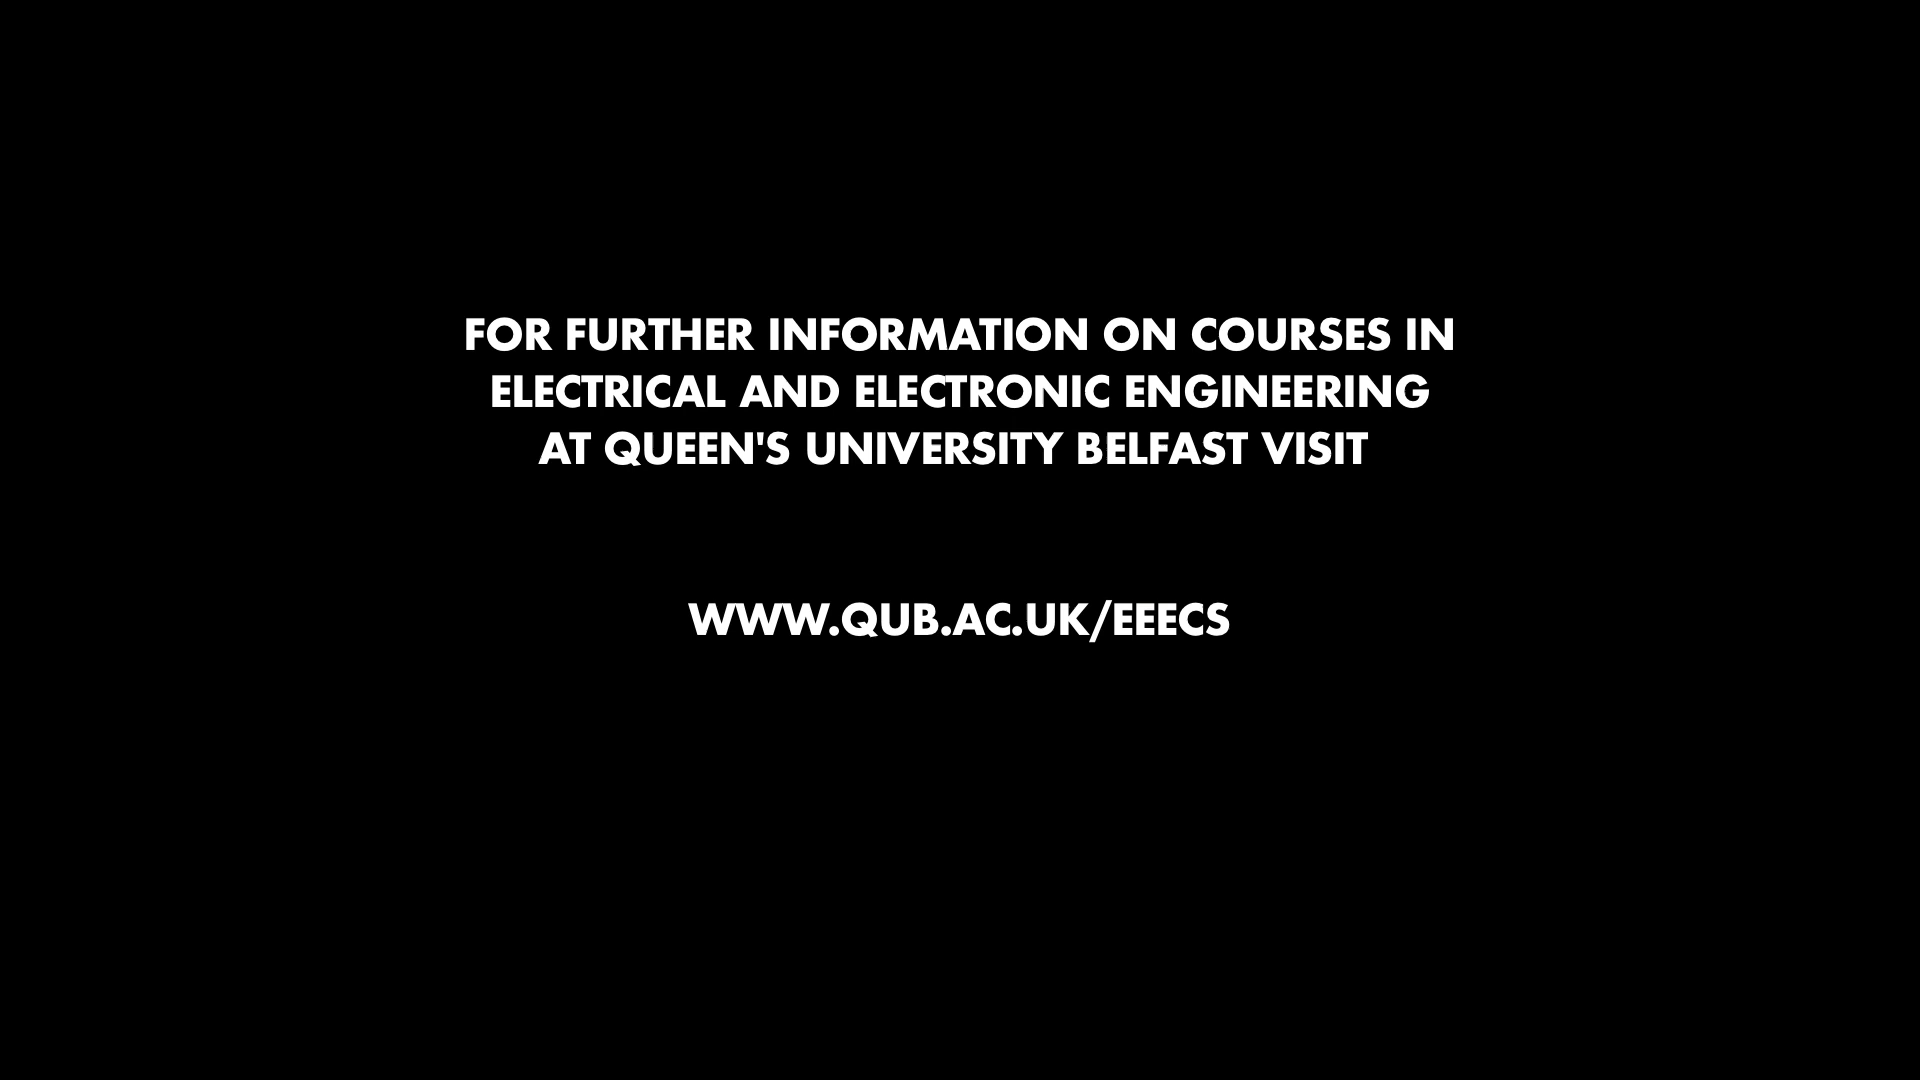 FOR FURTHER INFORMATION ON COURSES IN
ELECTRICAL AND ELECTRONIC ENGINEERING
AT QUEEN'S UNIVERSITY BELFAST VISIT
WWW.QUB.AC.UK/EEECS